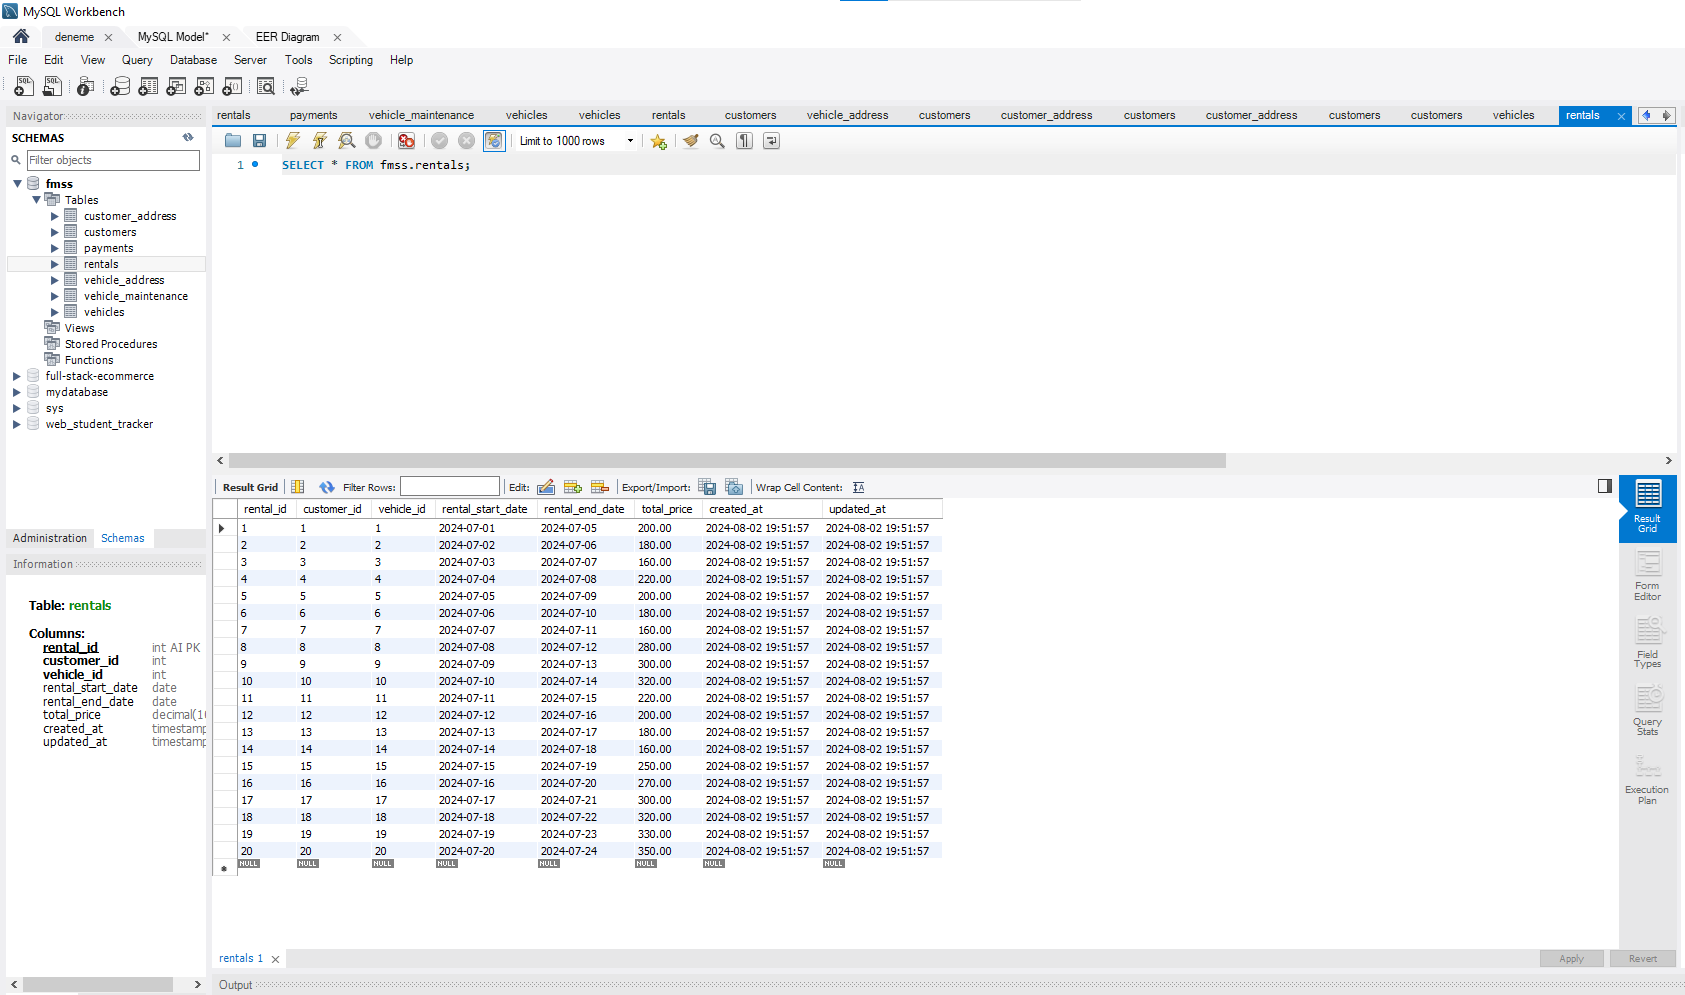 MySQL Workbench
deneme
MySQL Model*
EER Diagram
File Edit View Query Database Server Tools Scripting Help
Navigator
SCHEMAS
Filter objects
fmss
Tables
customer_address
customers
payments
rentals
vehicle_address
vehicle_maintenance
vehicles
Views
Stored Procedures
Functions
full-stack-ecommerce
mydatabase
sys
web_student_tracker
Administration Schemas
Information
Table: rentals
Columns:
rental_id int AI PK
customer_id int
vehicle_id int
rental_start_date date
rental_end_date date
total_price decimal(10
created_at timestamp
updated_at timestamp
rentals payments vehicle_maintenance vehicles vehicles rentals customers vehicle_address customers customer_address customers customer_address customers customers vehicles rentals
Limit to 1000 rows
1 SELECT * FROM fmss.rentals;
Result Grid Filter Rows: Edit: Export/Import: Wrap Cell Content:
rental_id customer_id vehicle_id rental_start_date rental_end_date total_price created_at updated_at
1 1 1 2024-07-01 2024-07-05 200.00 2024-08-02 19:51:57 2024-08-02 19:51:57
2 2 2 2024-07-02 2024-07-06 180.00 2024-08-02 19:51:57 2024-08-02 19:51:57
3 3 3 2024-07-03 2024-07-07 160.00 2024-08-02 19:51:57 2024-08-02 19:51:57
4 4 4 2024-07-04 2024-07-08 220.00 2024-08-02 19:51:57 2024-08-02 19:51:57
5 5 5 2024-07-05 2024-07-09 200.00 2024-08-02 19:51:57 2024-08-02 19:51:57
6 6 6 2024-07-06 2024-07-10 180.00 2024-08-02 19:51:57 2024-08-02 19:51:57
7 7 7 2024-07-07 2024-07-11 160.00 2024-08-02 19:51:57 2024-08-02 19:51:57
8 8 8 2024-07-08 2024-07-12 280.00 2024-08-02 19:51:57 2024-08-02 19:51:57
9 9 9 2024-07-09 2024-07-13 300.00 2024-08-02 19:51:57 2024-08-02 19:51:57
10 10 10 2024-07-10 2024-07-14 320.00 2024-08-02 19:51:57 2024-08-02 19:51:57
11 11 11 2024-07-11 2024-07-15 220.00 2024-08-02 19:51:57 2024-08-02 19:51:57
12 12 12 2024-07-12 2024-07-16 200.00 2024-08-02 19:51:57 2024-08-02 19:51:57
13 13 13 2024-07-13 2024-07-17 180.00 2024-08-02 19:51:57 2024-08-02 19:51:57
14 14 14 2024-07-14 2024-07-18 160.00 2024-08-02 19:51:57 2024-08-02 19:51:57
15 15 15 2024-07-15 2024-07-19 250.00 2024-08-02 19:51:57 2024-08-02 19:51:57
16 16 16 2024-07-16 2024-07-20 270.00 2024-08-02 19:51:57 2024-08-02 19:51:57
17 17 17 2024-07-17 2024-07-21 300.00 2024-08-02 19:51:57 2024-08-02 19:51:57
18 18 18 2024-07-18 2024-07-22 320.00 2024-08-02 19:51:57 2024-08-02 19:51:57
19 19 19 2024-07-19 2024-07-23 330.00 2024-08-02 19:51:57 2024-08-02 19:51:57
20 20 20 2024-07-20 2024-07-24 350.00 2024-08-02 19:51:57 2024-08-02 19:51:57
NULL NULL NULL NULL NULL NULL NULL NULL
Result
Grid
Form
Editor
Field
Types
Query
Stats
Execution
Plan
rentals 1
Apply Revert
Output